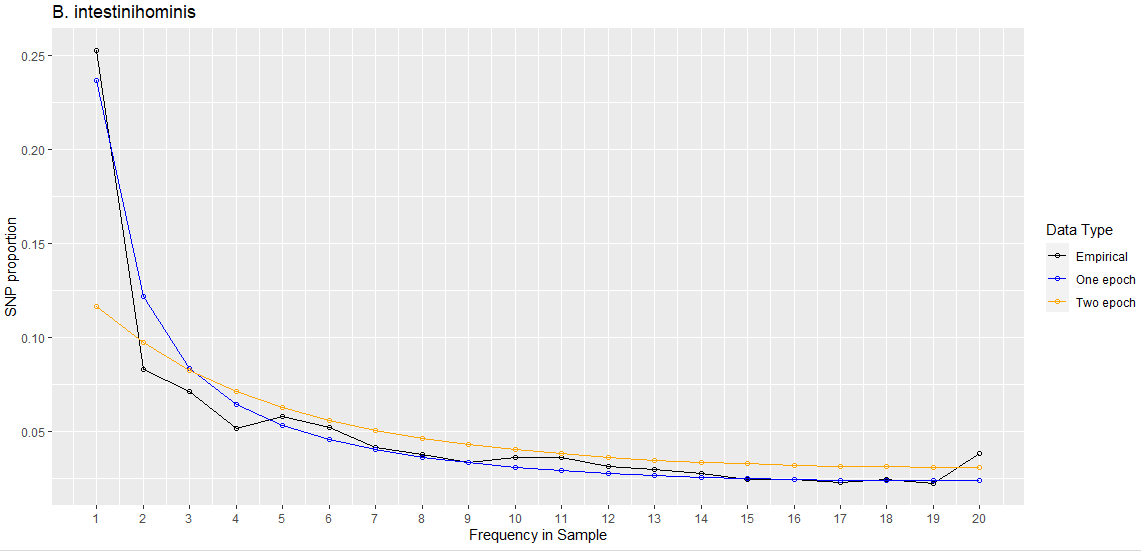 B. intestinihominis
SNP proportion
0.25
0.20
0.15
0.10
0.05
1 2 3 4 5 6 7 8 9 10 11 12 13 14 15 16 17 18 19 20
Frequency in Sample
Data Type
Empirical
One epoch
Two epoch